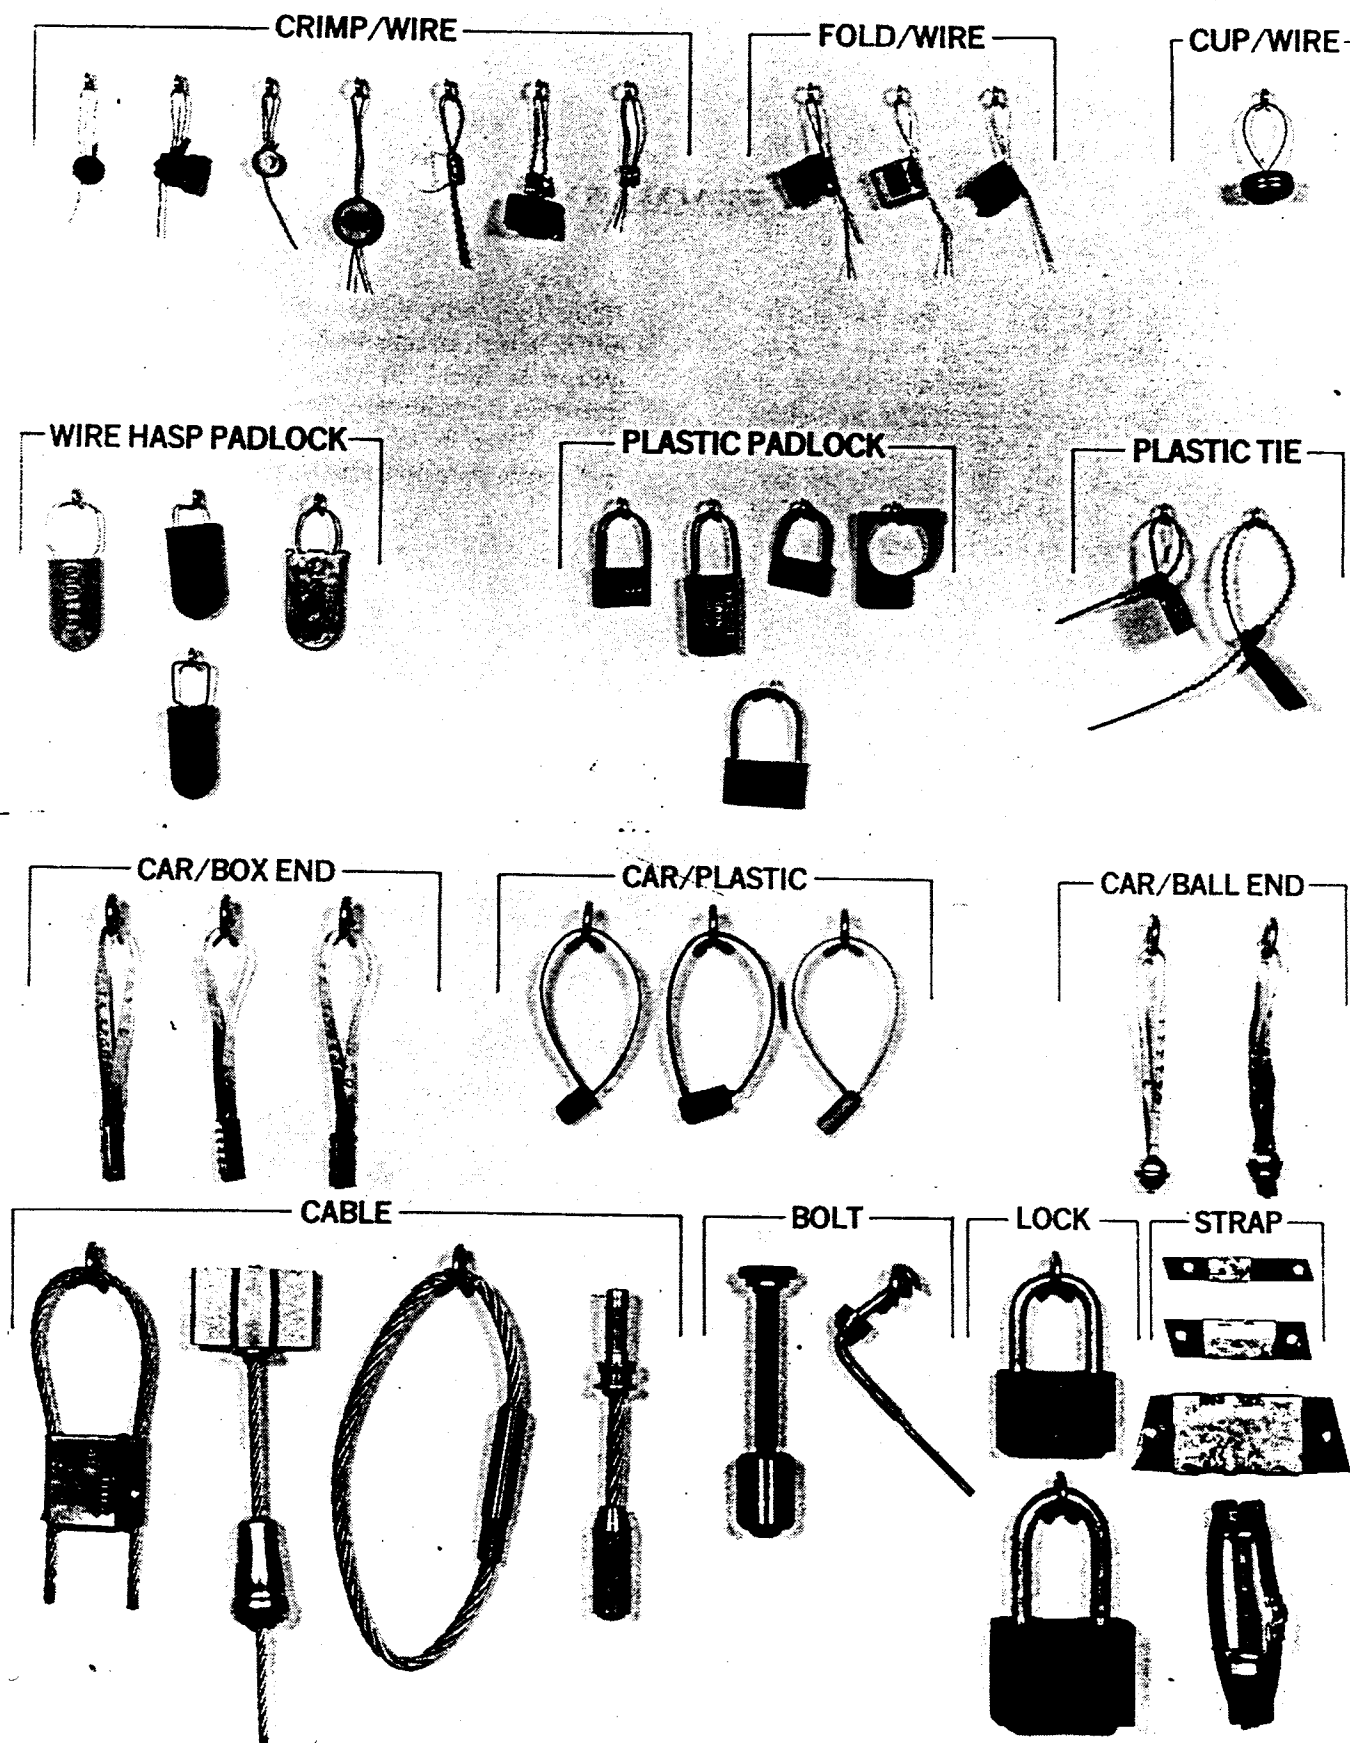 CRIMP/WIRE
FOLD/WIRE
CUP/WIRE
WIRE HASP PADLOCK
PLASTIC PADLOCK
PLASTIC TIE
CAR/BOX END
CAR/PLASTIC
CAR/BALL END
CABLE
BOLT
LOCK
STRAP